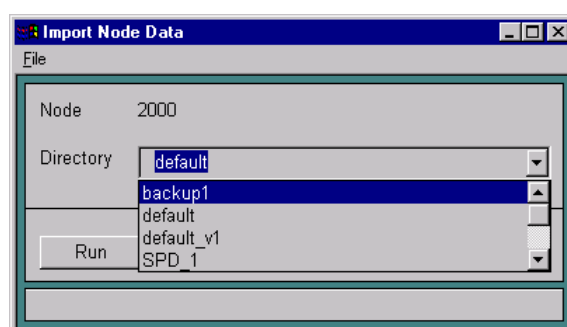 Import Node Data
File
Node 2000
Directory default
backup1
default
default_v1
SPD_1
Run